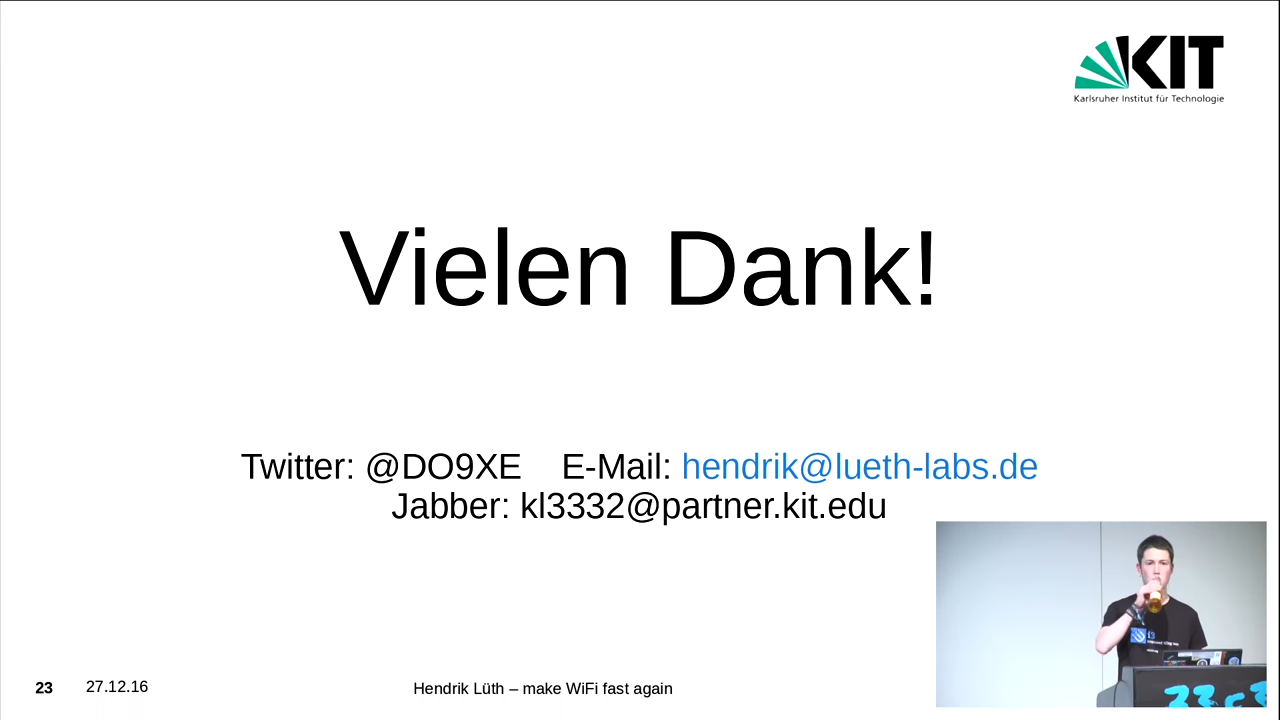 KIT
Karlsruher Institut für Technologie
Vielen Dank!
Twitter: @DO9XE E-Mail: hendrik@lueth-labs.de
Jabber: kl3332@partner.kit.edu
23 27.12.16 Hendrik Lüth – make WiFi fast again